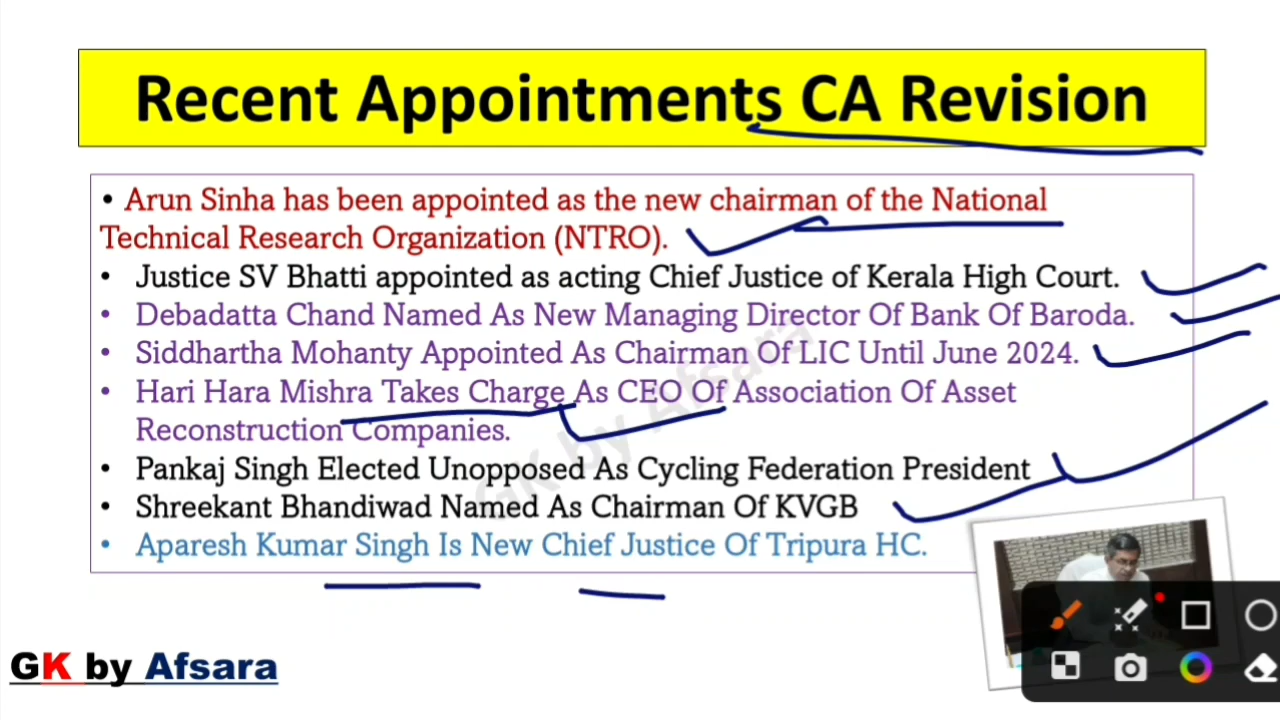 Recent Appointments CA Revision
• Arun Sinha has been appointed as the new chairman of the National
Technical Research Organization (NTRO).
• Justice SV Bhatti appointed as acting Chief Justice of Kerala High Court.
• Debadatta Chand Named As New Managing Director Of Bank Of Baroda.
• Siddhartha Mohanty Appointed As Chairman Of LIC Until June 2024.
• Hari Hara Mishra Takes Charge As CEO Of Association Of Asset
Reconstruction Companies.
• Pankaj Singh Elected Unopposed As Cycling Federation President
• Shreekant Bhandiwad Named As Chairman Of KVGB
• Aparesh Kumar Singh Is New Chief Justice Of Tripura HC.
GK by Afsara
GK by Afsara